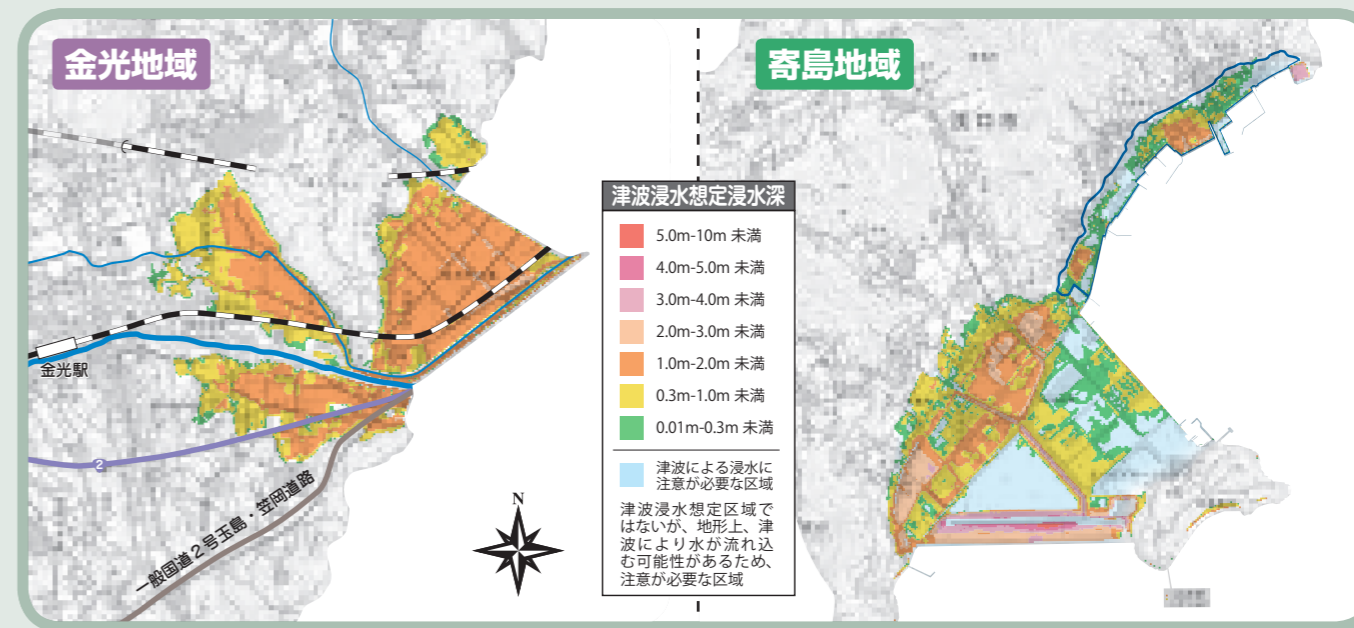 金光地域
寄島地域
津波浸水想定浸水深
5.0m-10m 未満
4.0m-5.0m 未満
3.0m-4.0m 未満
2.0m-3.0m 未満
1.0m-2.0m 未満
0.3m-1.0m 未満
0.01m-0.3m 未満
津波による浸水に
注意が必要な区域
津波浸水想定区域で
はないが、地形上、津
波により水が流れ込
む可能性があるため、
注意が必要な区域
金光駅
2
一般国道2号玉島・笠岡道路
N